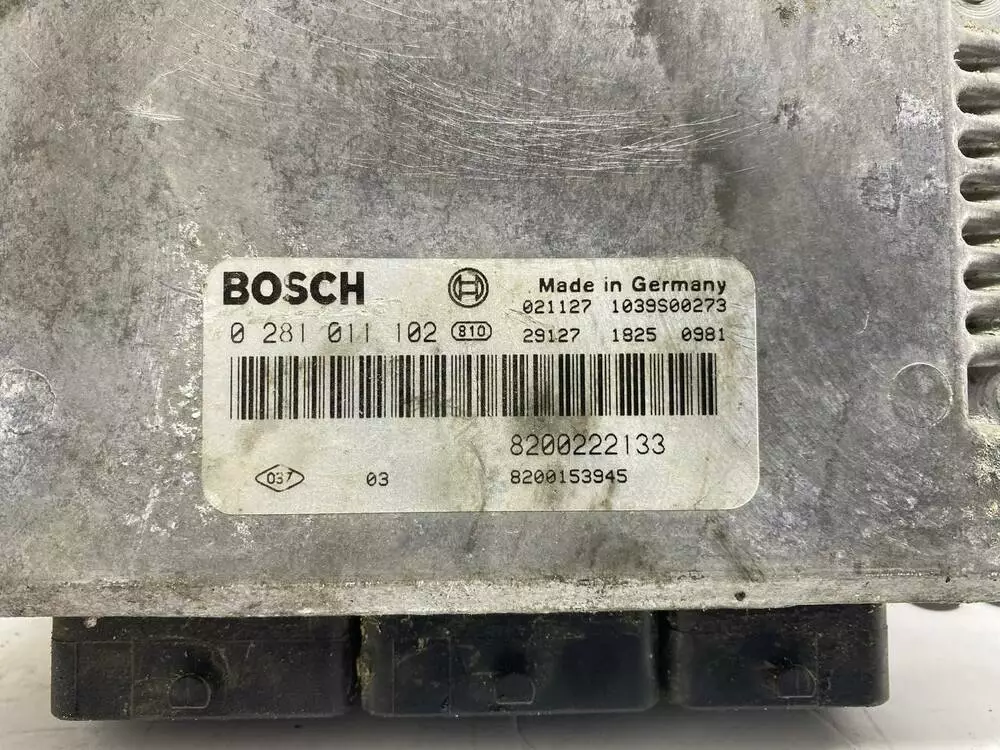 BOSCH
Made in Germany
021127 1039S00273
0 281 011 102 810
29127 1825 0981
8200222133
037 03 8200153945